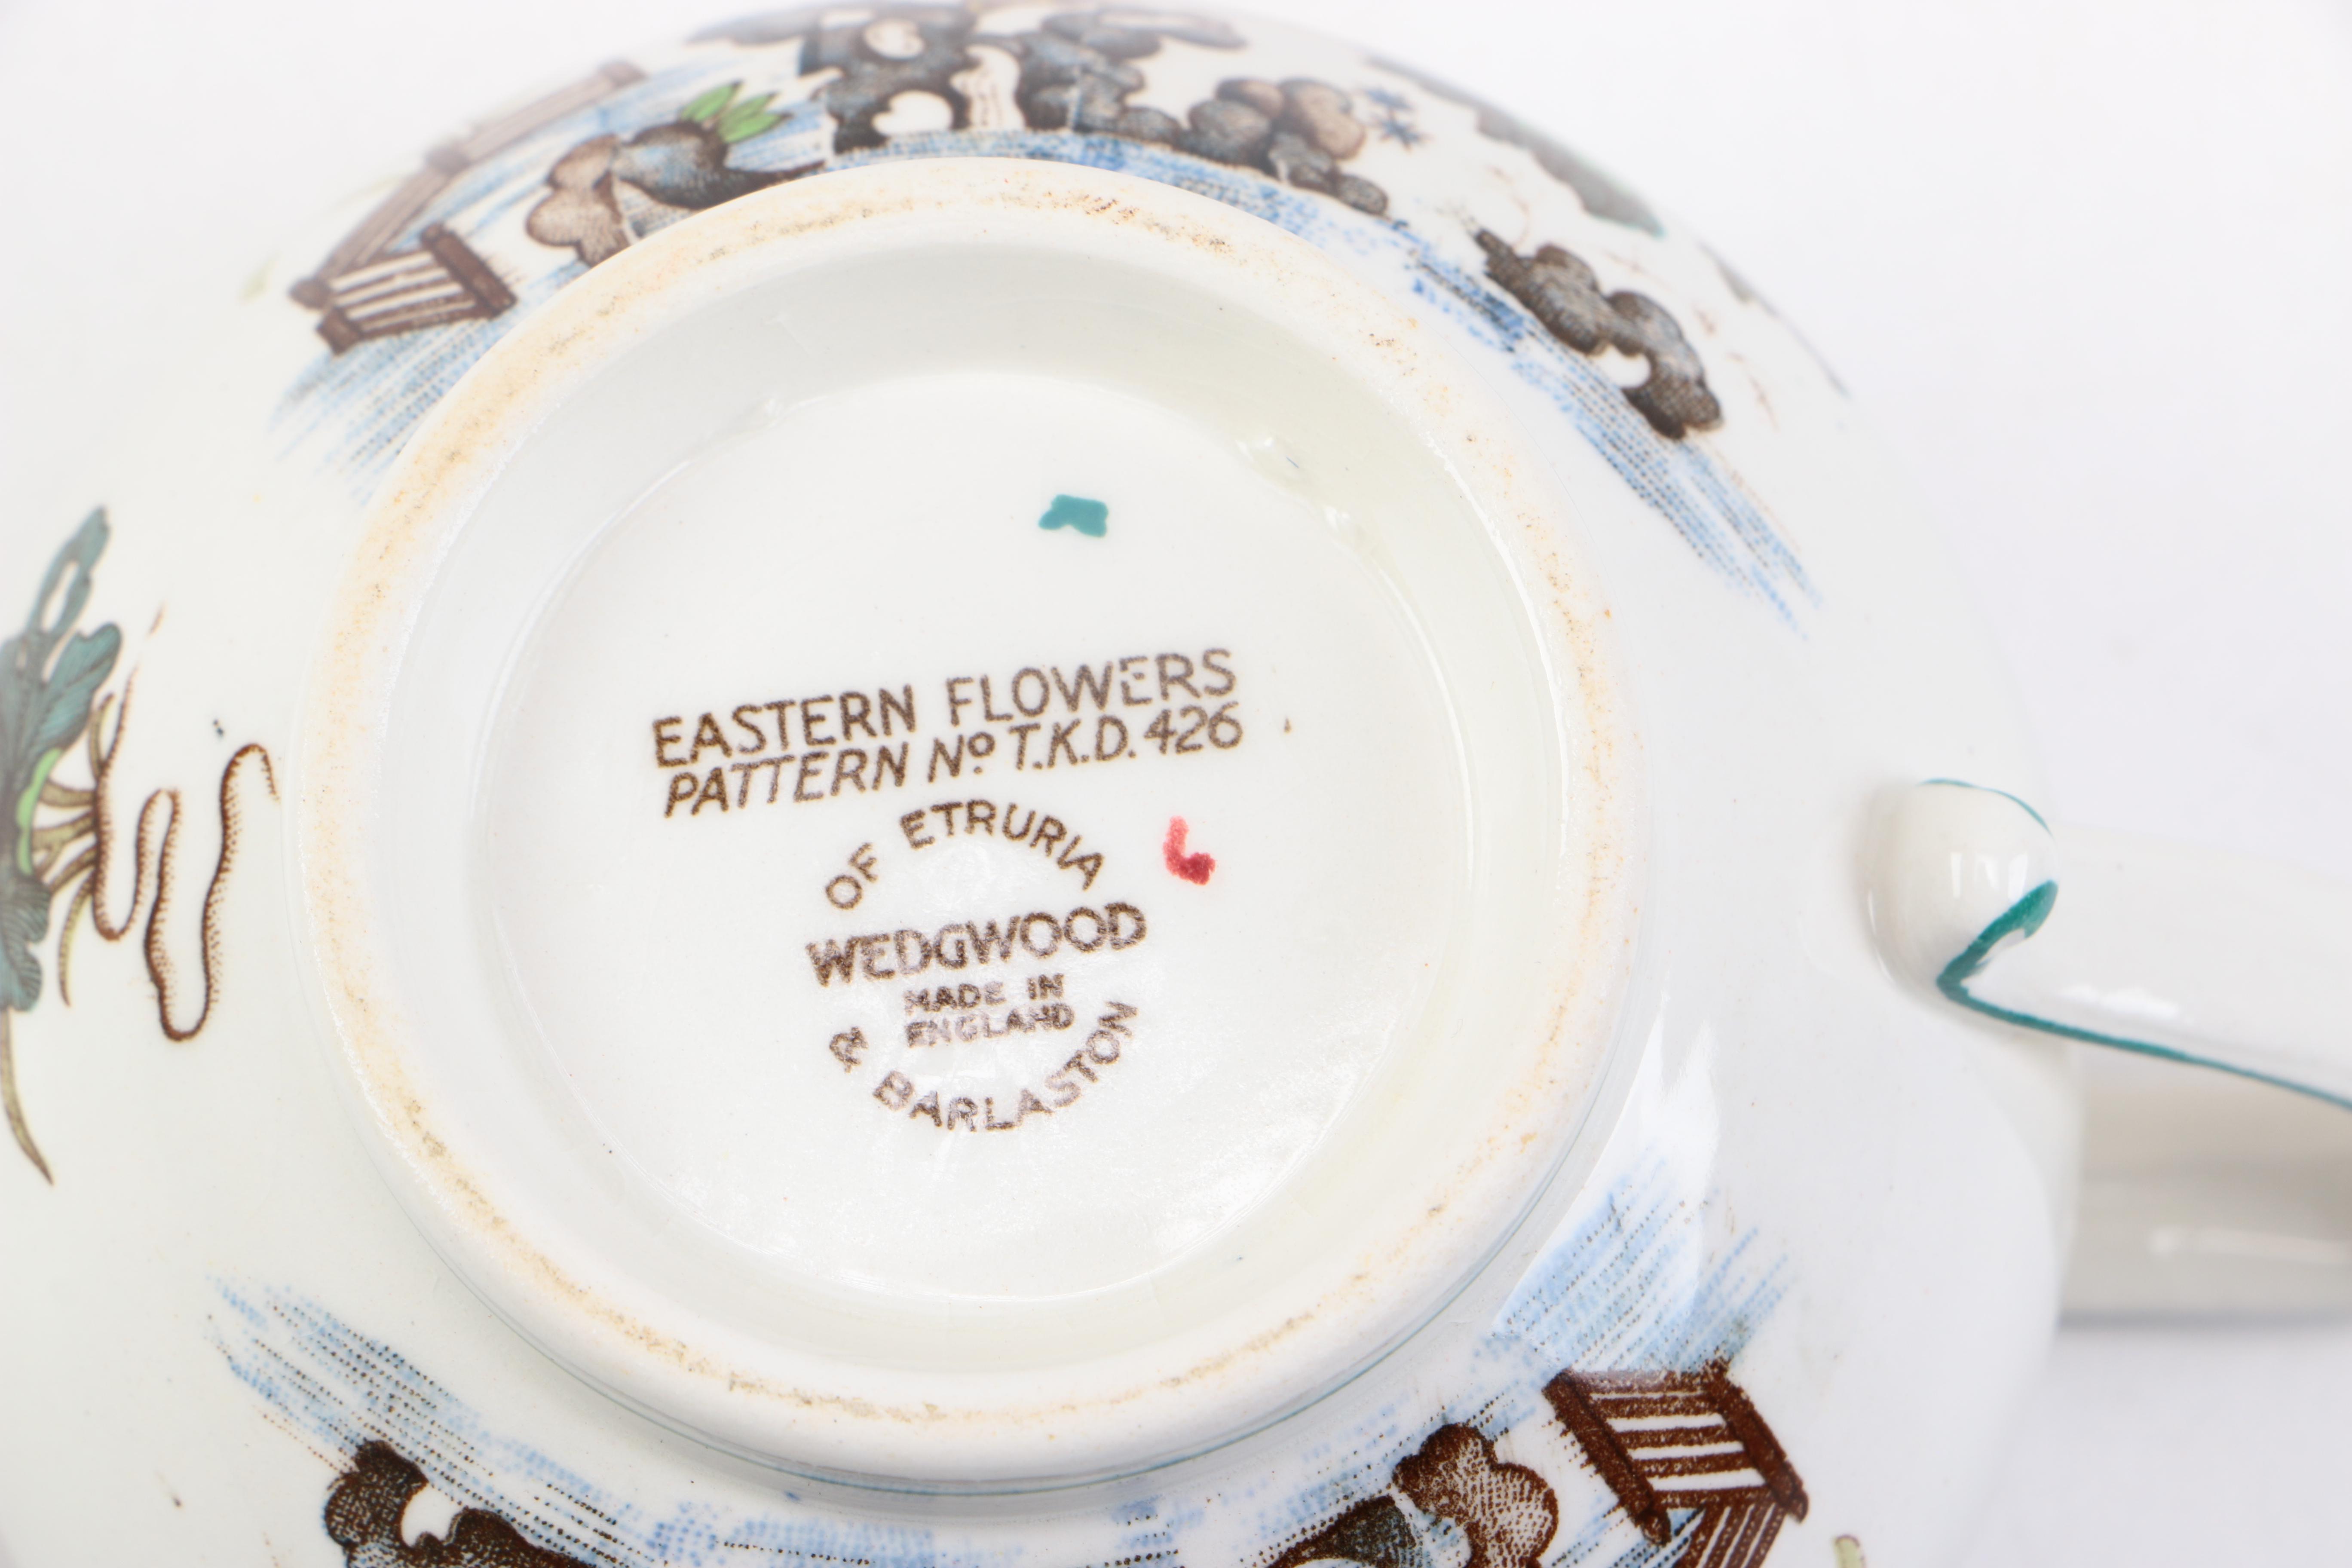 EASTERN FLOWERS
PATTERN Nº T.K.D. 426
OF ETRURIA
WEDGWOOD
MADE IN
ENGLAND
& BARLASTON